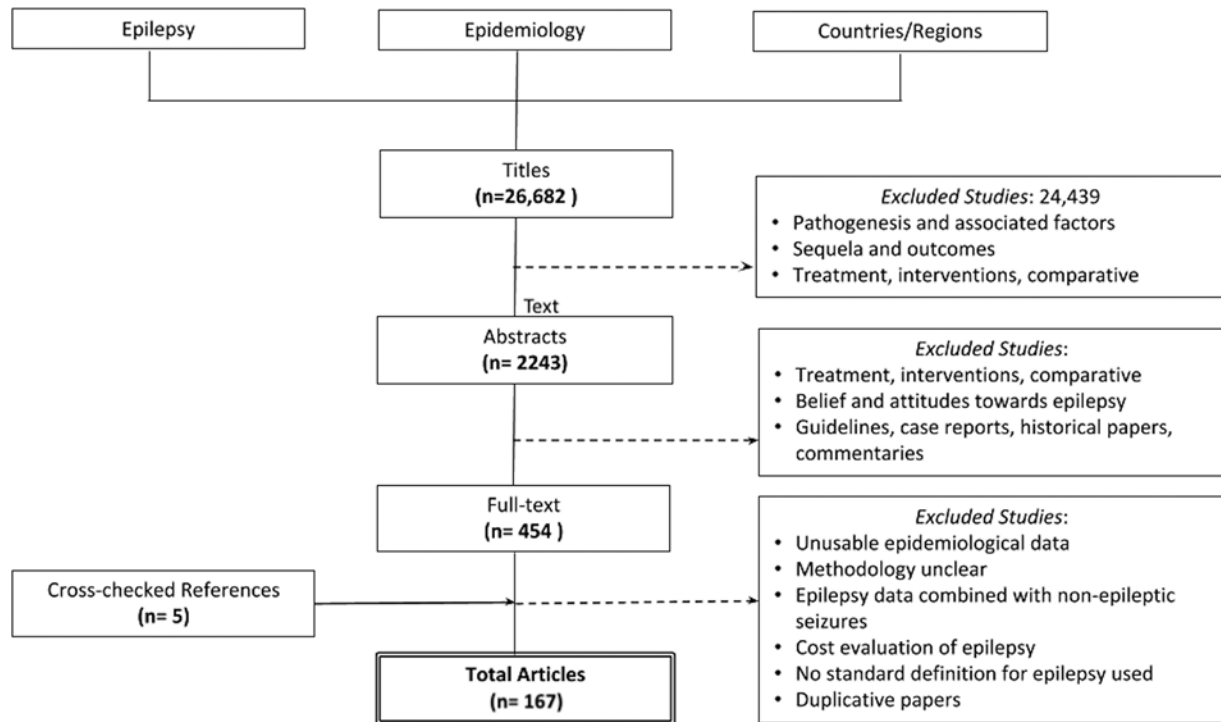 Epilepsy
Epidemiology
Countries/Regions
Titles
(n=26,682 )
Excluded Studies: 24,439
• Pathogenesis and associated factors
• Sequela and outcomes
• Treatment, interventions, comparative
Text
Abstracts
(n= 2243)
Excluded Studies:
• Treatment, interventions, comparative
• Belief and attitudes towards epilepsy
• Guidelines, case reports, historical papers,
commentaries
Full-text
(n= 454 )
Excluded Studies:
• Unusable epidemiological data
• Methodology unclear
• Epilepsy data combined with non-epileptic
seizures
• Cost evaluation of epilepsy
• No standard definition for epilepsy used
• Duplicative papers
Cross-checked References
(n= 5)
Total Articles
(n= 167)